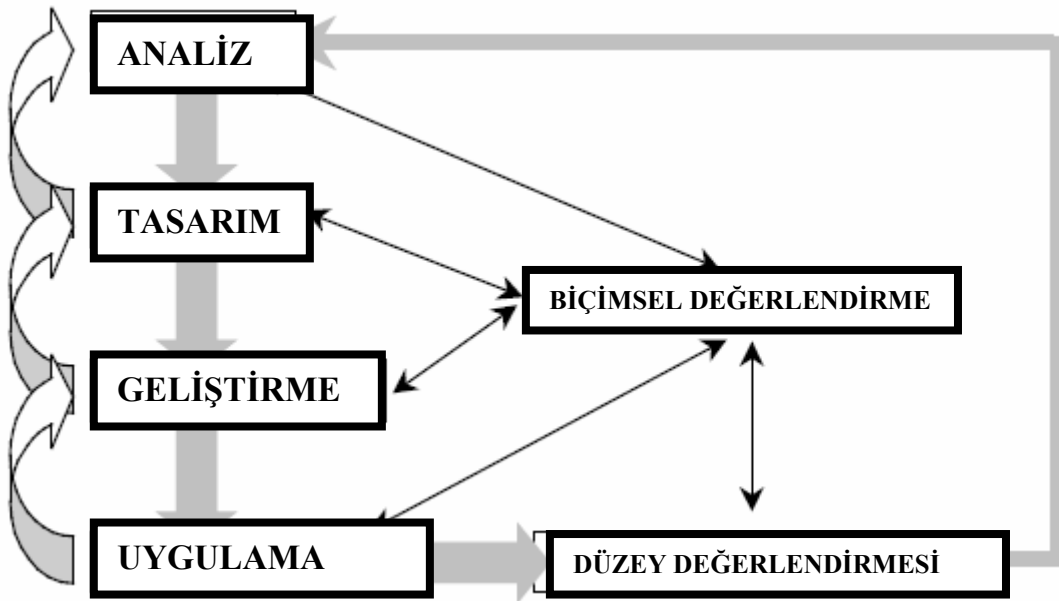 ANALİZ
TASARIM
BİÇİMSEL DEĞERLENDİRME
GELİŞTİRME
UYGULAMA
DÜZEY DEĞERLENDİRMESİ